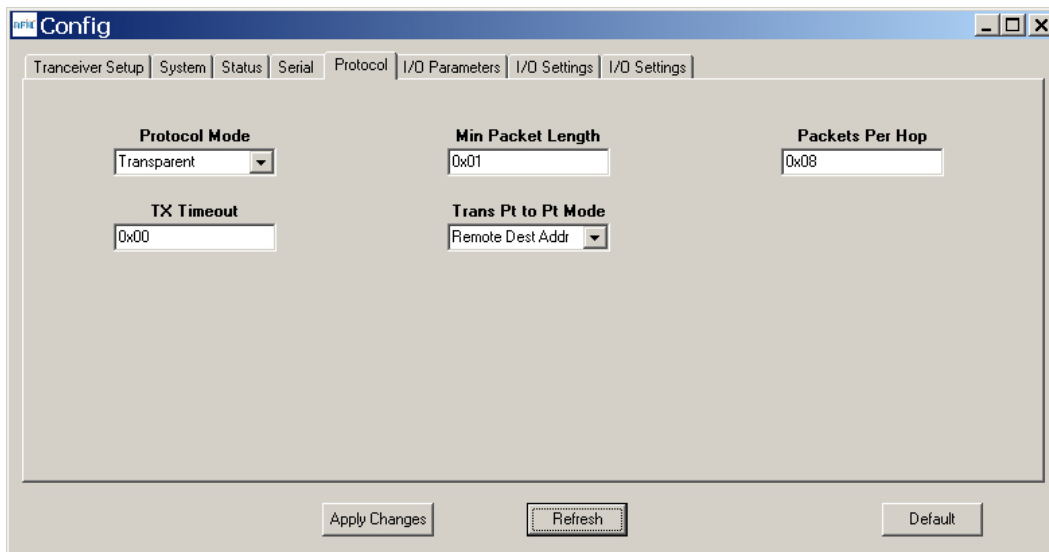 RFM Config
Tranceiver Setup System Status Serial Protocol I/O Parameters I/O Settings I/O Settings
Protocol Mode Min Packet Length Packets Per Hop
Transparent 0x01 0x08
TX Timeout Trans Pt to Pt Mode
0x00 Remote Dest Addr
Apply Changes Refresh Default